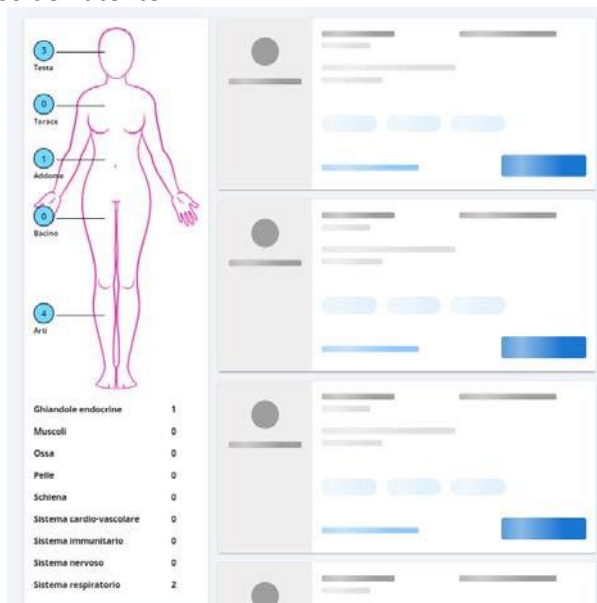 3
Testa
0
Torace
1
Addome
0
Bacino
4
Arti
Ghiandole endocrine 1
Muscoli 0
Ossa 0
Pelle 0
Schiena 0
Sistema cardio-vascolare 0
Sistema immunitario 0
Sistema nervoso 0
Sistema respiratorio 2